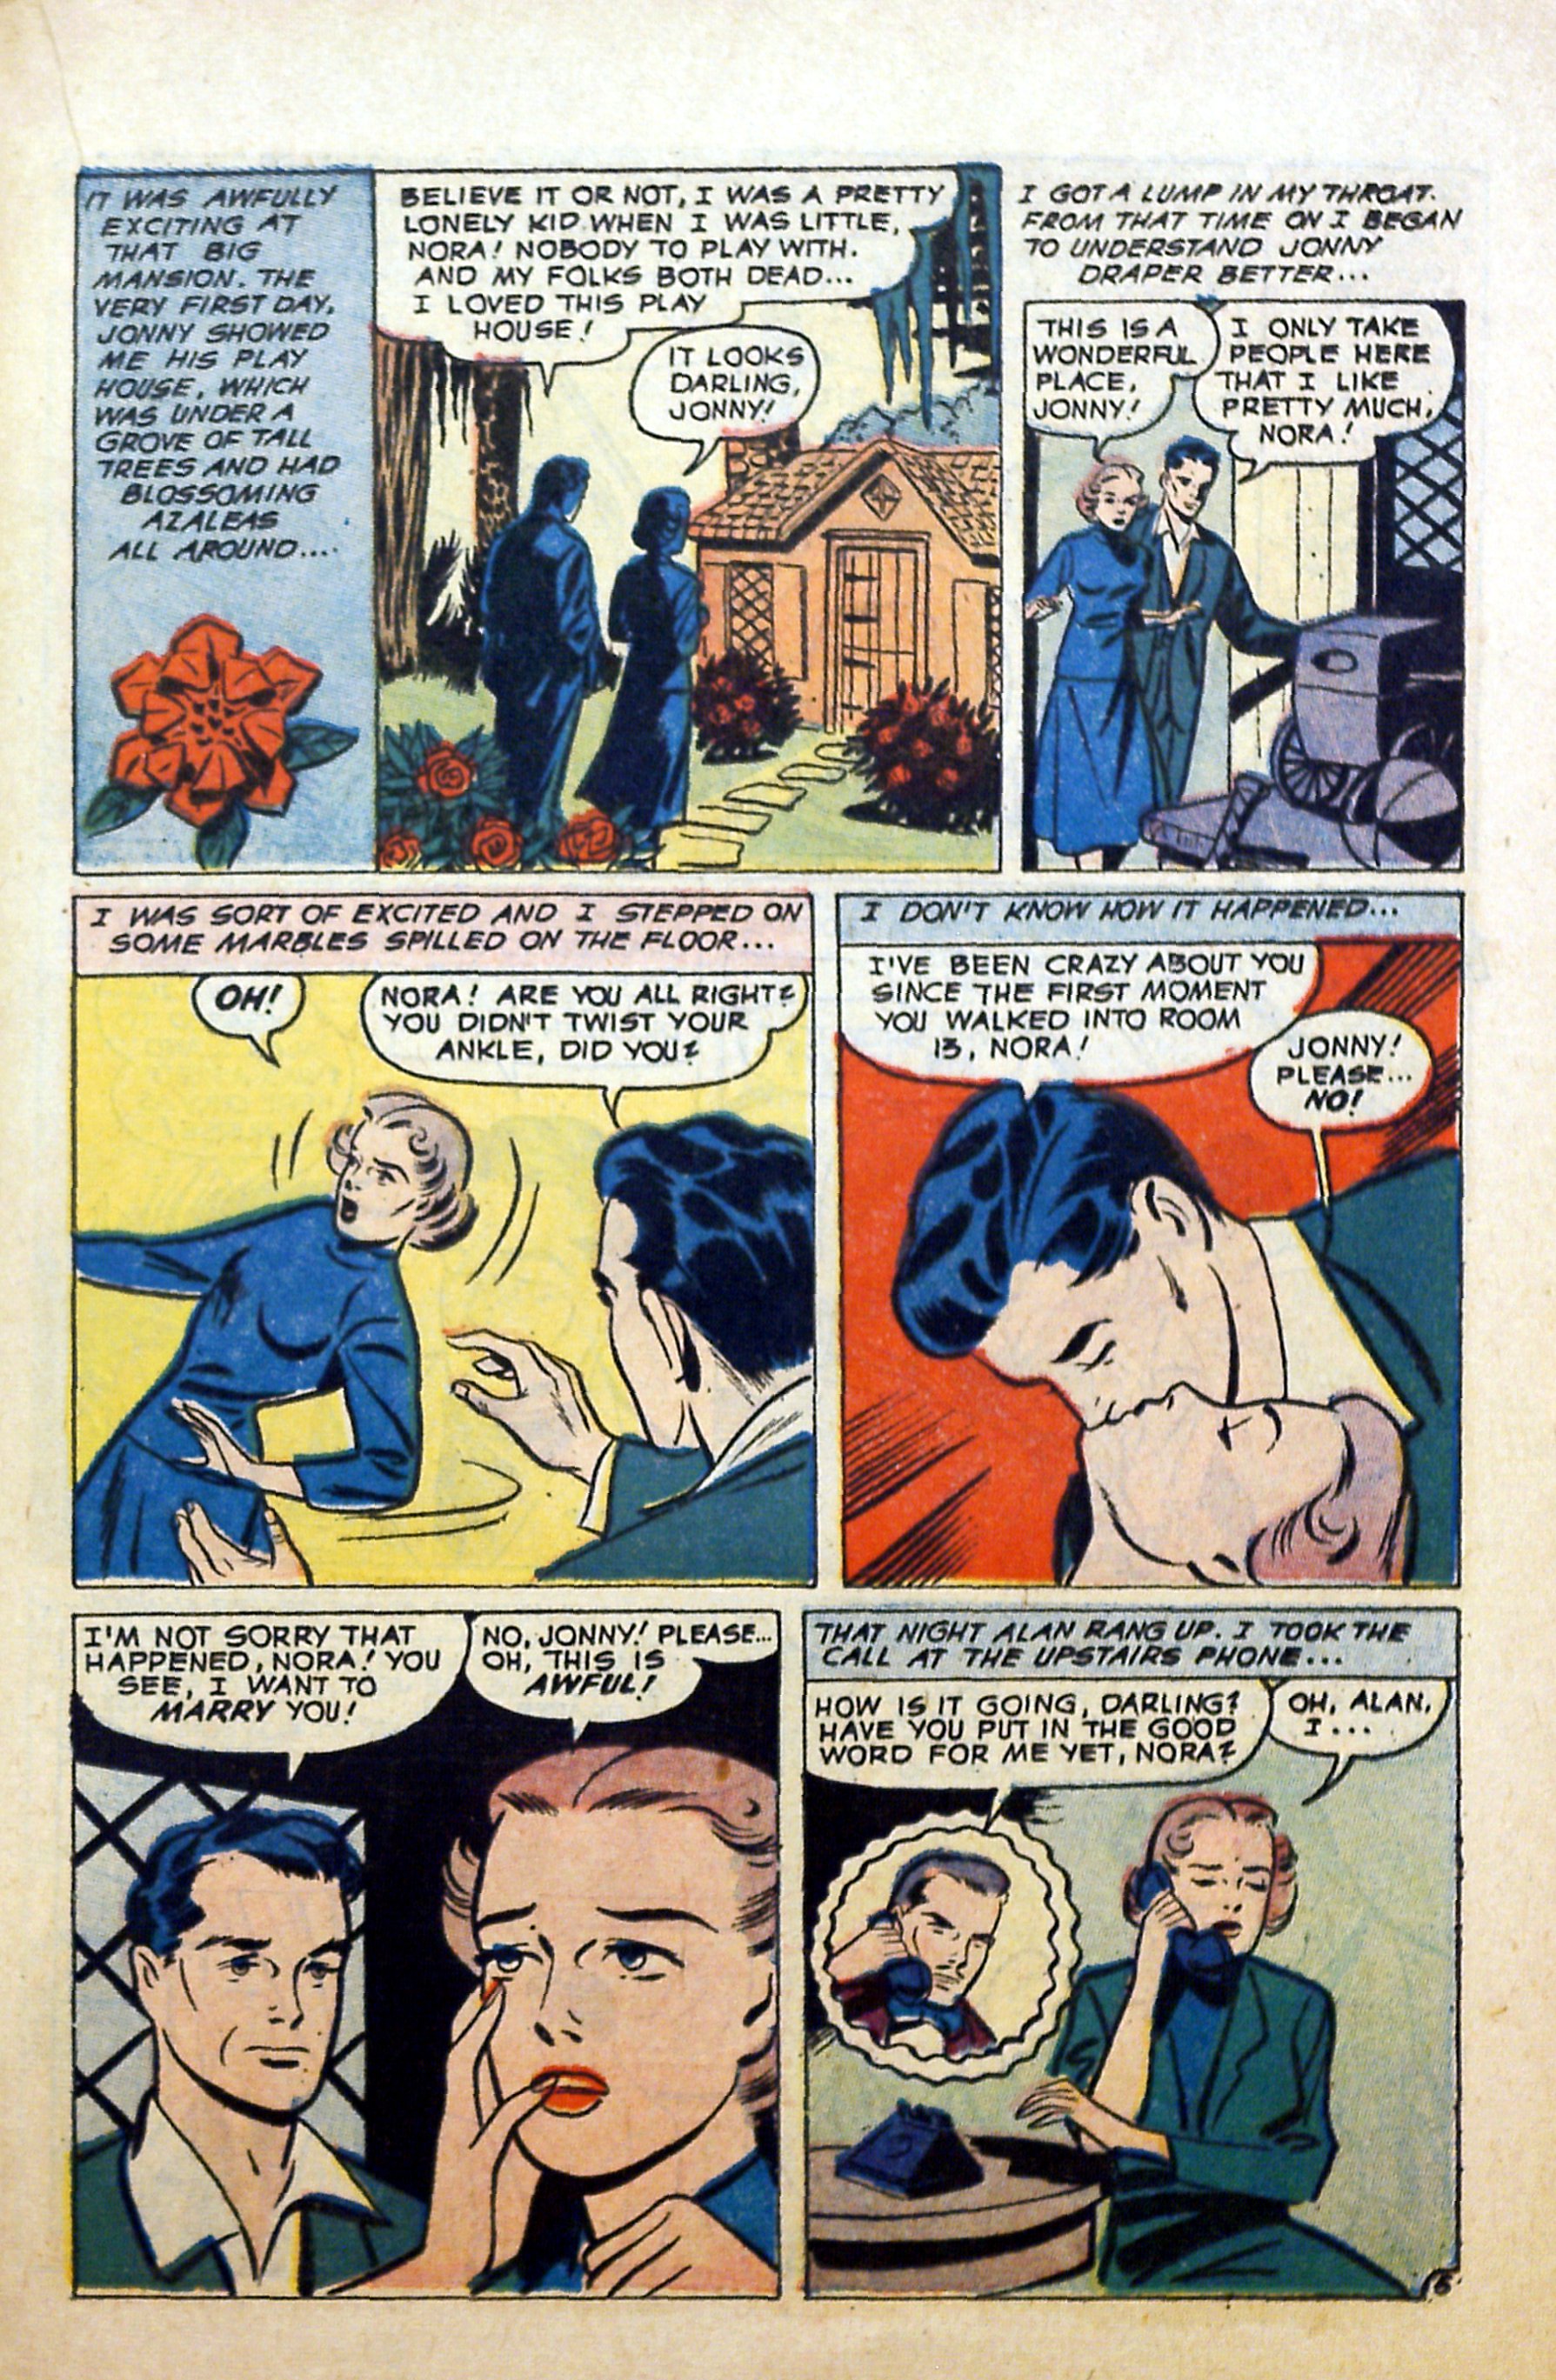 IT WAS AWFULLY
EXCITING AT
THAT BIG
MANSION. THE
VERY FIRST DAY,
JONNY SHOWED
ME HIS PLAY
HOUSE, WHICH
WAS UNDER A
GROVE OF TALL
TREES AND HAD
BLOSSOMING
AZALEAS
ALL AROUND....
BELIEVE IT OR NOT, I WAS A PRETTY
LONELY KID WHEN I WAS LITTLE,
NORA! NOBODY TO PLAY WITH.
AND MY FOLKS BOTH DEAD...
I LOVED THIS PLAY
HOUSE!
IT LOOKS
DARLING,
JONNY!
I GOT A LUMP IN MY THROAT.
FROM THAT TIME ON I BEGAN
TO UNDERSTAND JONNY
DRAPER BETTER...
THIS IS A
WONDERFUL
PLACE,
JONNY!
I ONLY TAKE
PEOPLE HERE
THAT I LIKE
PRETTY MUCH,
NORA!
I WAS SORT OF EXCITED AND I STEPPED ON
SOME MARBLES SPILLED ON THE FLOOR...
OH!
NORA! ARE YOU ALL RIGHT?
YOU DIDN'T TWIST YOUR
ANKLE, DID YOU?
I DON'T KNOW HOW IT HAPPENED...
I'VE BEEN CRAZY ABOUT YOU
SINCE THE FIRST MOMENT
YOU WALKED INTO ROOM
13, NORA!
JONNY!
PLEASE...
NO!
I'M NOT SORRY THAT
HAPPENED, NORA! YOU
SEE, I WANT TO
MARRY YOU!
NO, JONNY! PLEASE...
OH, THIS IS
AWFUL!
THAT NIGHT ALAN RANG UP. I TOOK THE
CALL AT THE UPSTAIRS PHONE...
HOW IS IT GOING, DARLING?
HAVE YOU PUT IN THE GOOD
WORD FOR ME YET, NORA?
OH, ALAN,
I...
6